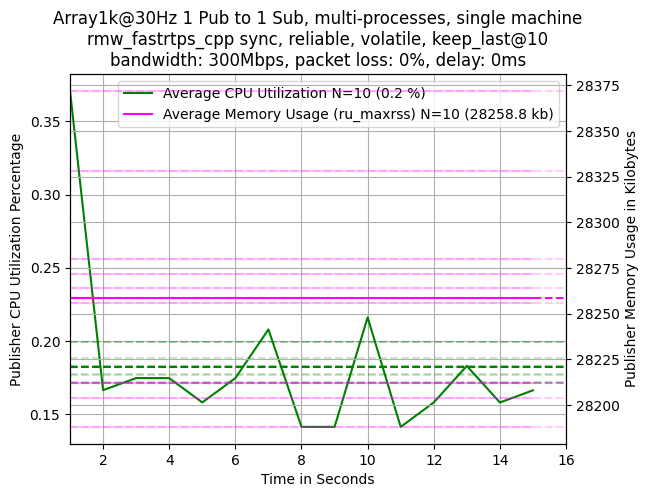 Array1k@30Hz 1 Pub to 1 Sub, multi-processes, single machine
rmw_fastrtps_cpp sync, reliable, volatile, keep_last@10
bandwidth: 300Mbps, packet loss: 0%, delay: 0ms
Average CPU Utilization N=10 (0.2 %)
Average Memory Usage (ru_maxrss) N=10 (28258.8 kb)
Publisher CPU Utilization Percentage
0.35
0.30
0.25
0.20
0.15
28375
28350
28325
28300
28275
28250
28225
28200
Publisher Memory Usage in Kilobytes
2 4 6 8 10 12 14 16
Time in Seconds